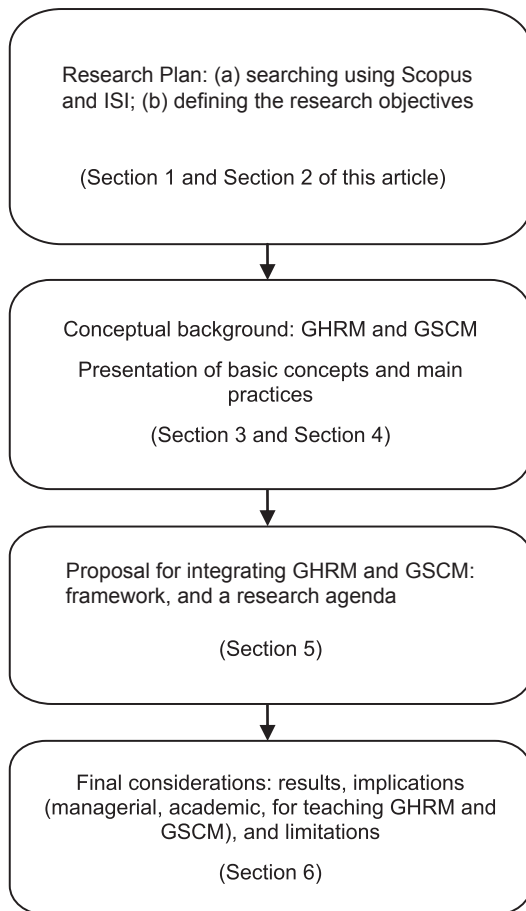 Research Plan: (a) searching using Scopus
and ISI; (b) defining the research objectives
(Section 1 and Section 2 of this article)
Conceptual background: GHRM and GSCM
Presentation of basic concepts and main
practices
(Section 3 and Section 4)
Proposal for integrating GHRM and GSCM:
framework, and a research agenda
(Section 5)
Final considerations: results, implications
(managerial, academic, for teaching GHRM and
GSCM), and limitations
(Section 6)